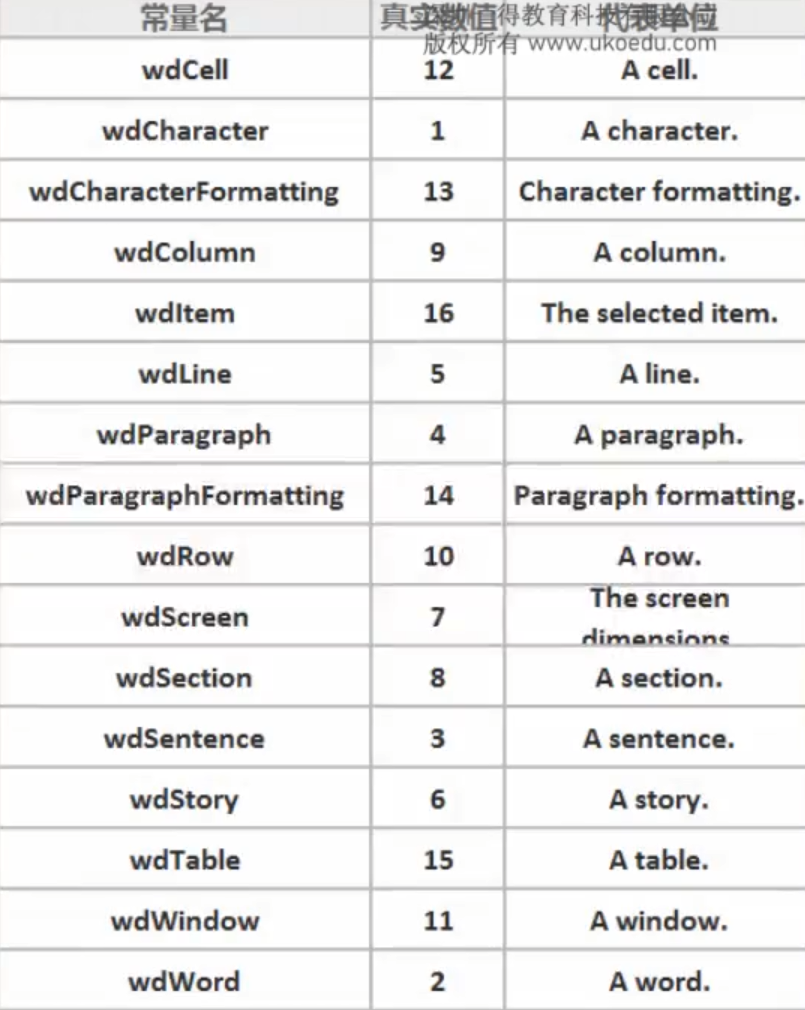 常量名 真实数值 代表单位
得教育科技有限公司
版权所有 www.ukoedu.com
wdCell 12 A cell.
wdCharacter 1 A character.
wdCharacterFormatting 13 Character formatting.
wdColumn 9 A column.
wdItem 16 The selected item.
wdLine 5 A line.
wdParagraph 4 A paragraph.
wdParagraphFormatting 14 Paragraph formatting.
wdRow 10 A row.
wdScreen 7 The screen
dimensions
wdSection 8 A section.
wdSentence 3 A sentence.
wdStory 6 A story.
wdTable 15 A table.
wdWindow 11 A window.
wdWord 2 A word.